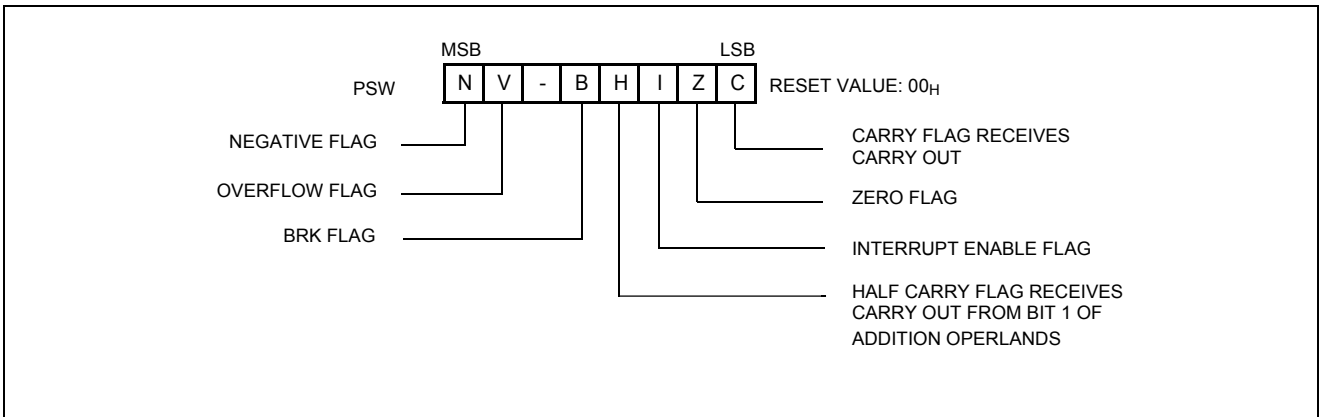 MSB LSB
PSW N V - B H I Z C RESET VALUE: 00H
NEGATIVE FLAG
CARRY FLAG RECEIVES
CARRY OUT
OVERFLOW FLAG
ZERO FLAG
BRK FLAG
INTERRUPT ENABLE FLAG
HALF CARRY FLAG RECEIVES
CARRY OUT FROM BIT 1 OF
ADDITION OPERLANDS